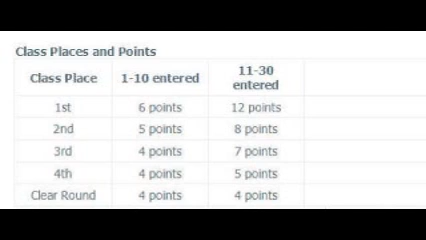 Class Places and Points
Class Place 1-10 entered 11-30 entered
1st 6 points 12 points
2nd 5 points 8 points
3rd 4 points 7 points
4th 4 points 5 points
Clear Round 4 points 4 points